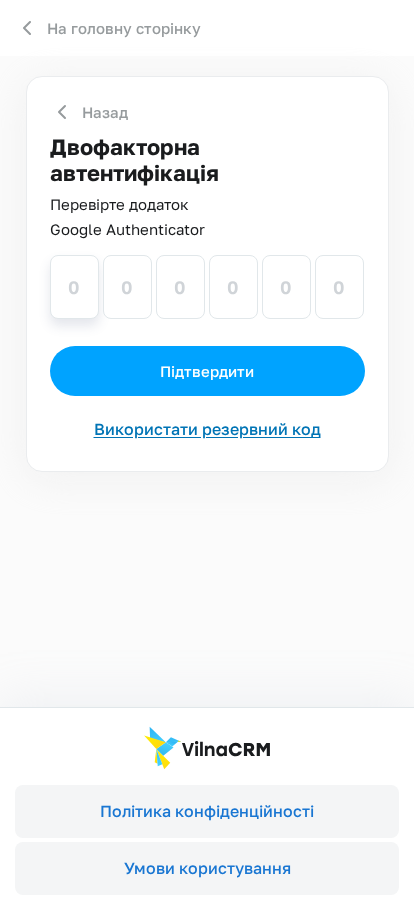 На головну сторінку
Назад
Двофакторна
автентифікація
Перевірте додаток
Google Authenticator
0 0 0 0 0 0
Підтвердити
Використати резервний код
VilnaCRM
Політика конфіденційності
Умови користування